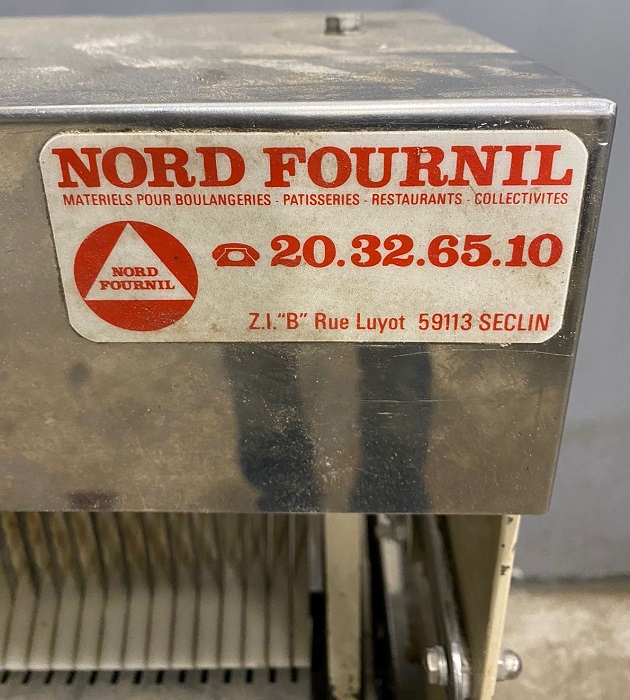 NORD FOURNIL
MATERIELS POUR BOULANGERIES - PATISSERIES - RESTAURANTS - COLLECTIVITES
NORD
FOURNIL
☎ 20.32.65.10
Z.I."B" Rue Luyot 59113 SECLIN